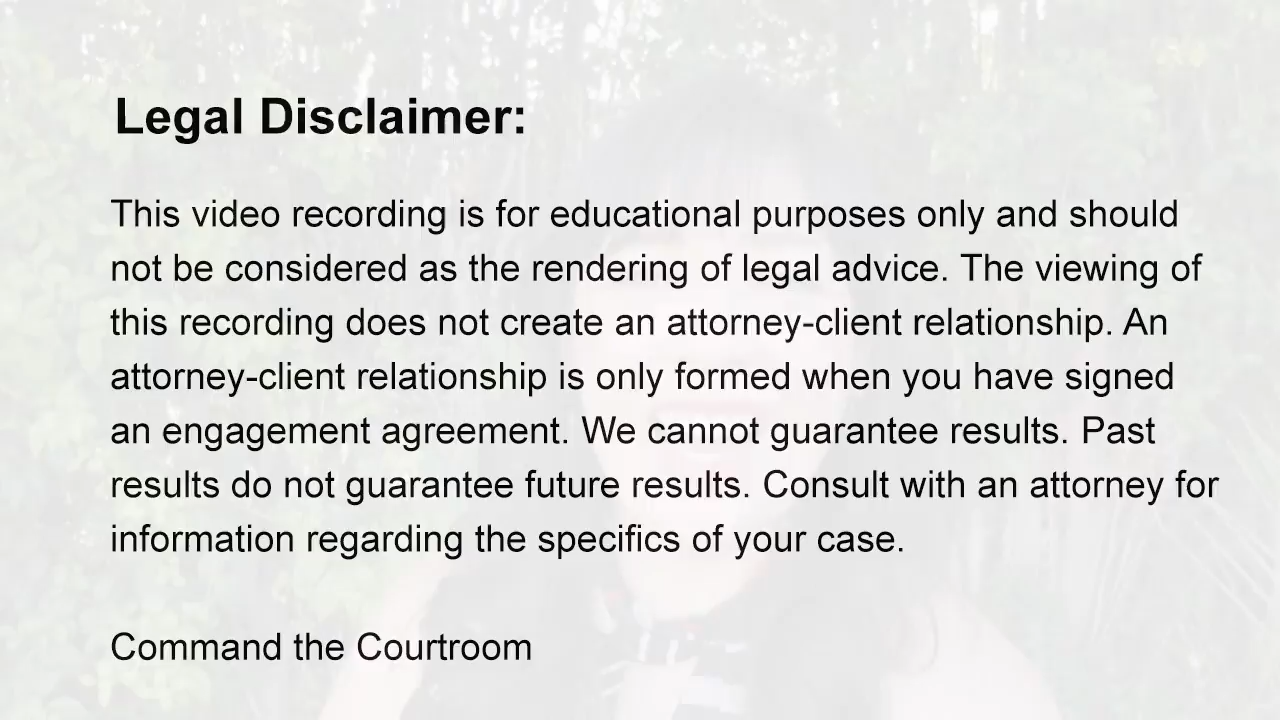 Legal Disclaimer:
This video recording is for educational purposes only and should
not be considered as the rendering of legal advice. The viewing of
this recording does not create an attorney-client relationship. An
attorney-client relationship is only formed when you have signed
an engagement agreement. We cannot guarantee results. Past
results do not guarantee future results. Consult with an attorney for
information regarding the specifics of your case.
Command the Courtroom